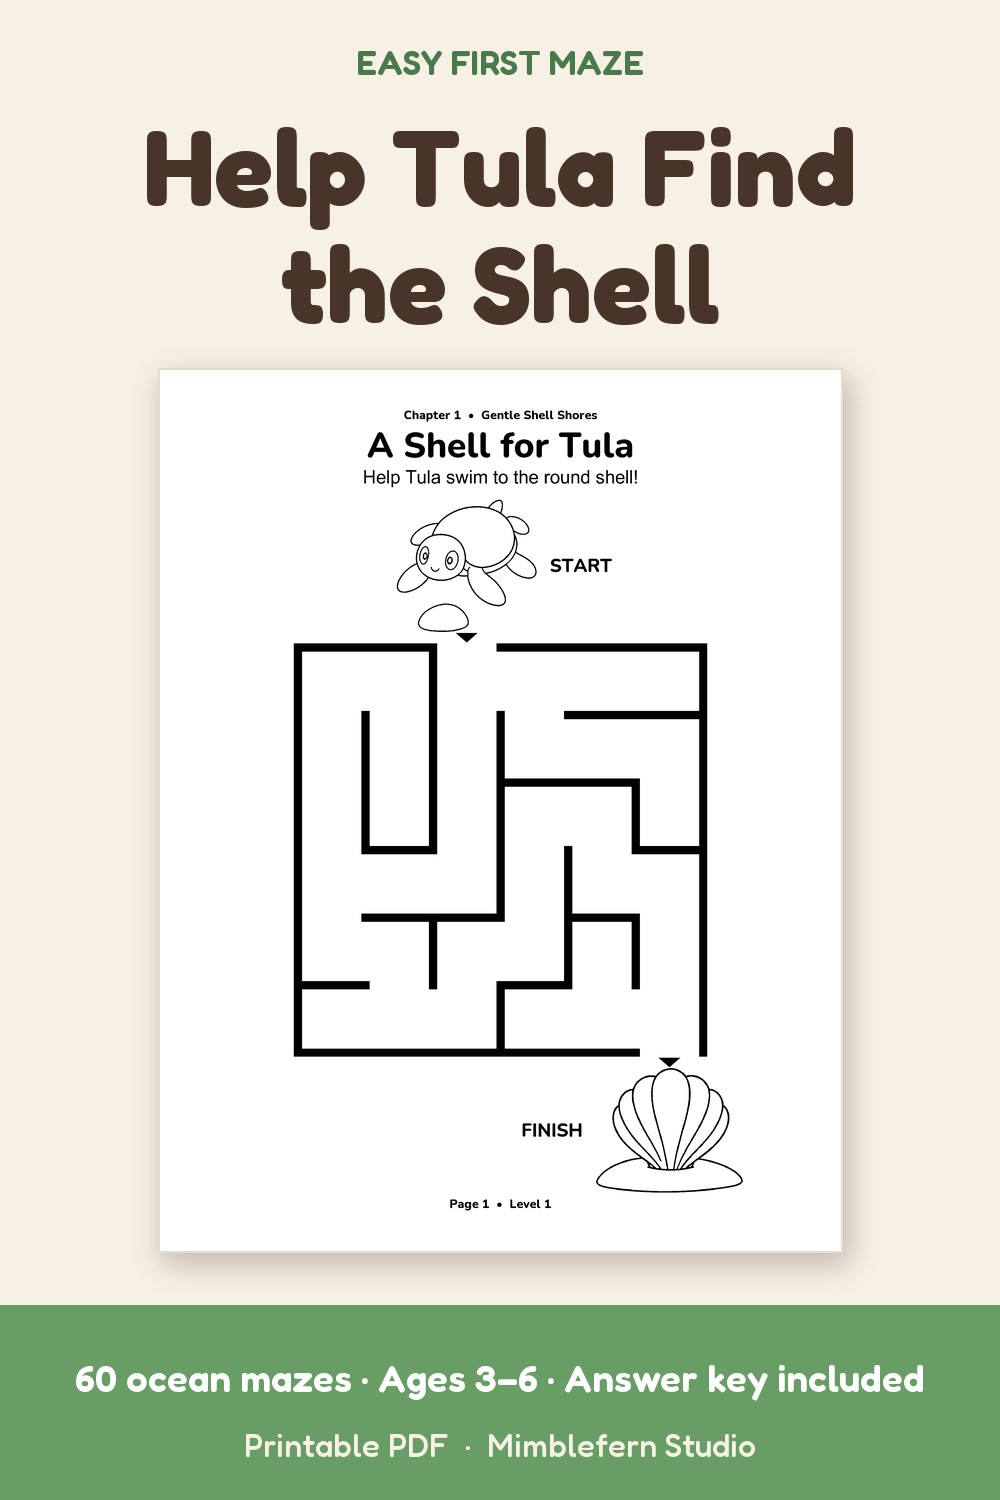 EASY FIRST MAZE
Help Tula Find
the Shell
Chapter 1 • Gentle Shell Shores
A Shell for Tula
Help Tula swim to the round shell!
START
FINISH
Page 1 • Level 1
60 ocean mazes · Ages 3–6 · Answer key included
Printable PDF · Mimblefern Studio